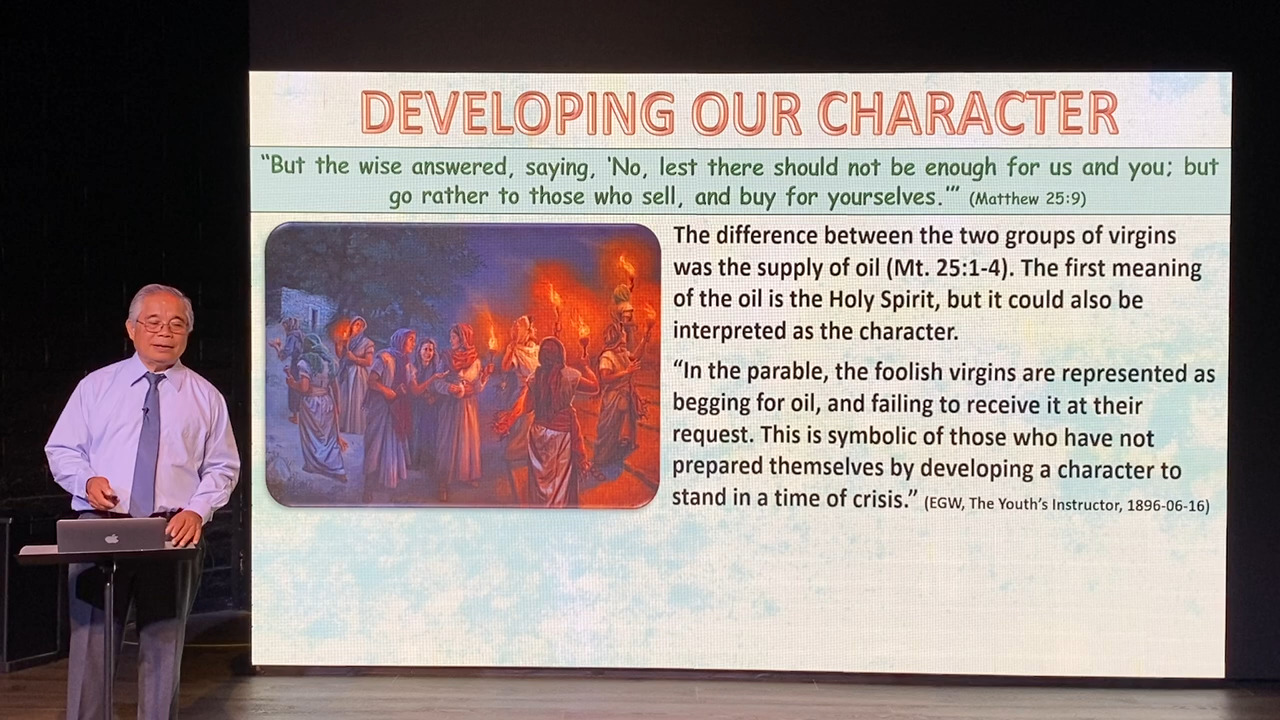 DEVELOPING OUR CHARACTER
“But the wise answered, saying, ‘No, lest there should not be enough for us and you; but
go rather to those who sell, and buy for yourselves.’” (Matthew 25:9)
The difference between the two groups of virgins
was the supply of oil (Mt. 25:1-4). The first meaning
of the oil is the Holy Spirit, but it could also be
interpreted as the character.
“In the parable, the foolish virgins are represented as
begging for oil, and failing to receive it at their
request. This is symbolic of those who have not
prepared themselves by developing a character to
stand in a time of crisis.” (EGW, The Youth’s Instructor, 1896-06-16)